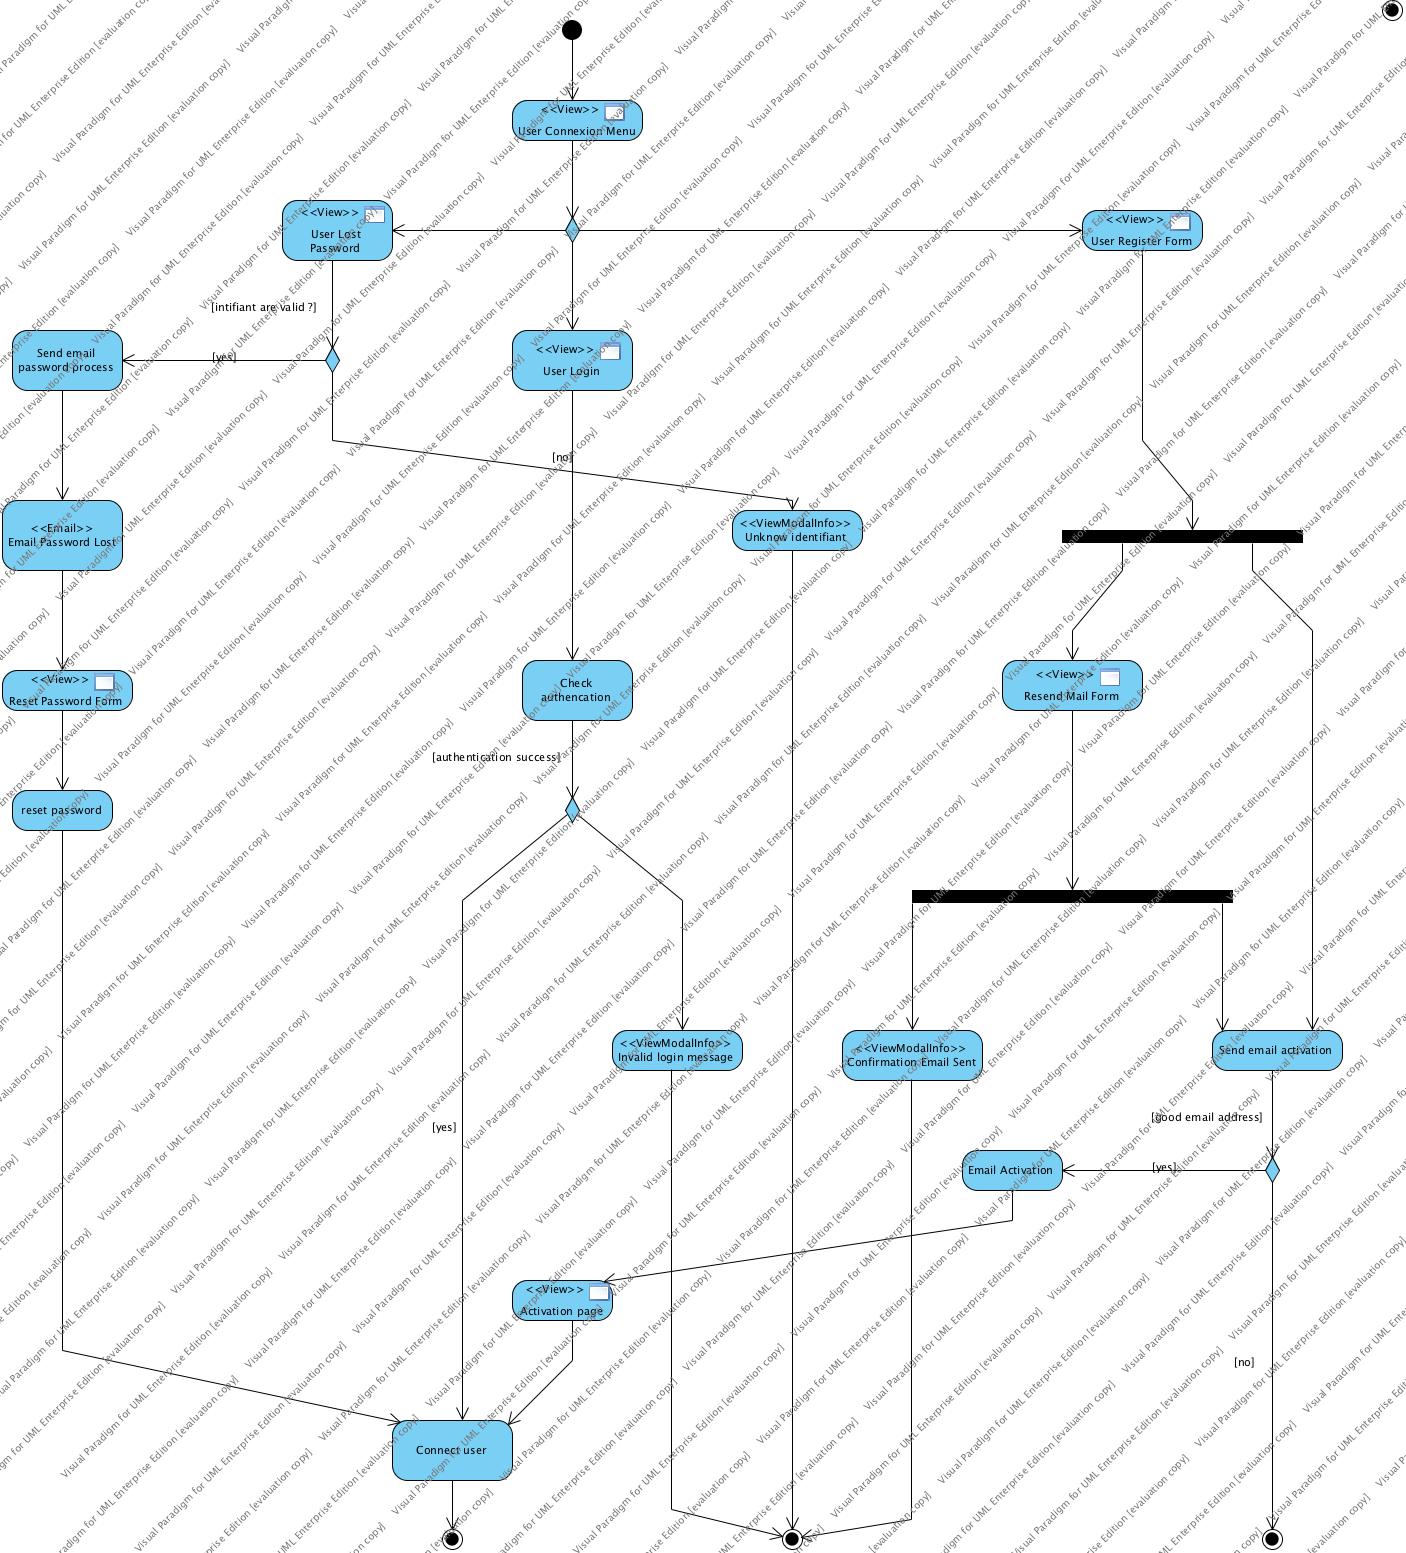 <<View>>
User Connexion Menu
<<View>>
User Lost
Password
<<View>>
User Register Form
[intifiant are valid ?]
Send email
password process
[yes]
<<View>>
User Login
[no]
<<Email>>
Email Password Lost
<<ViewModalInfo>>
Unknow identifiant
<<View>>
Reset Password Form
Check
authencation
<<View>>
Resend Mail Form
[authentication success]
reset password
<<ViewModalInfo>>
Invalid login message
<<ViewModalInfo>>
Confirmation Email Sent
Send email activation
[yes]
[good email address]
Email Activation
[yes]
<<View>>
Activation page
[no]
Connect user
Visual Paradigm for UML Enterprise Edition [evaluation copy]